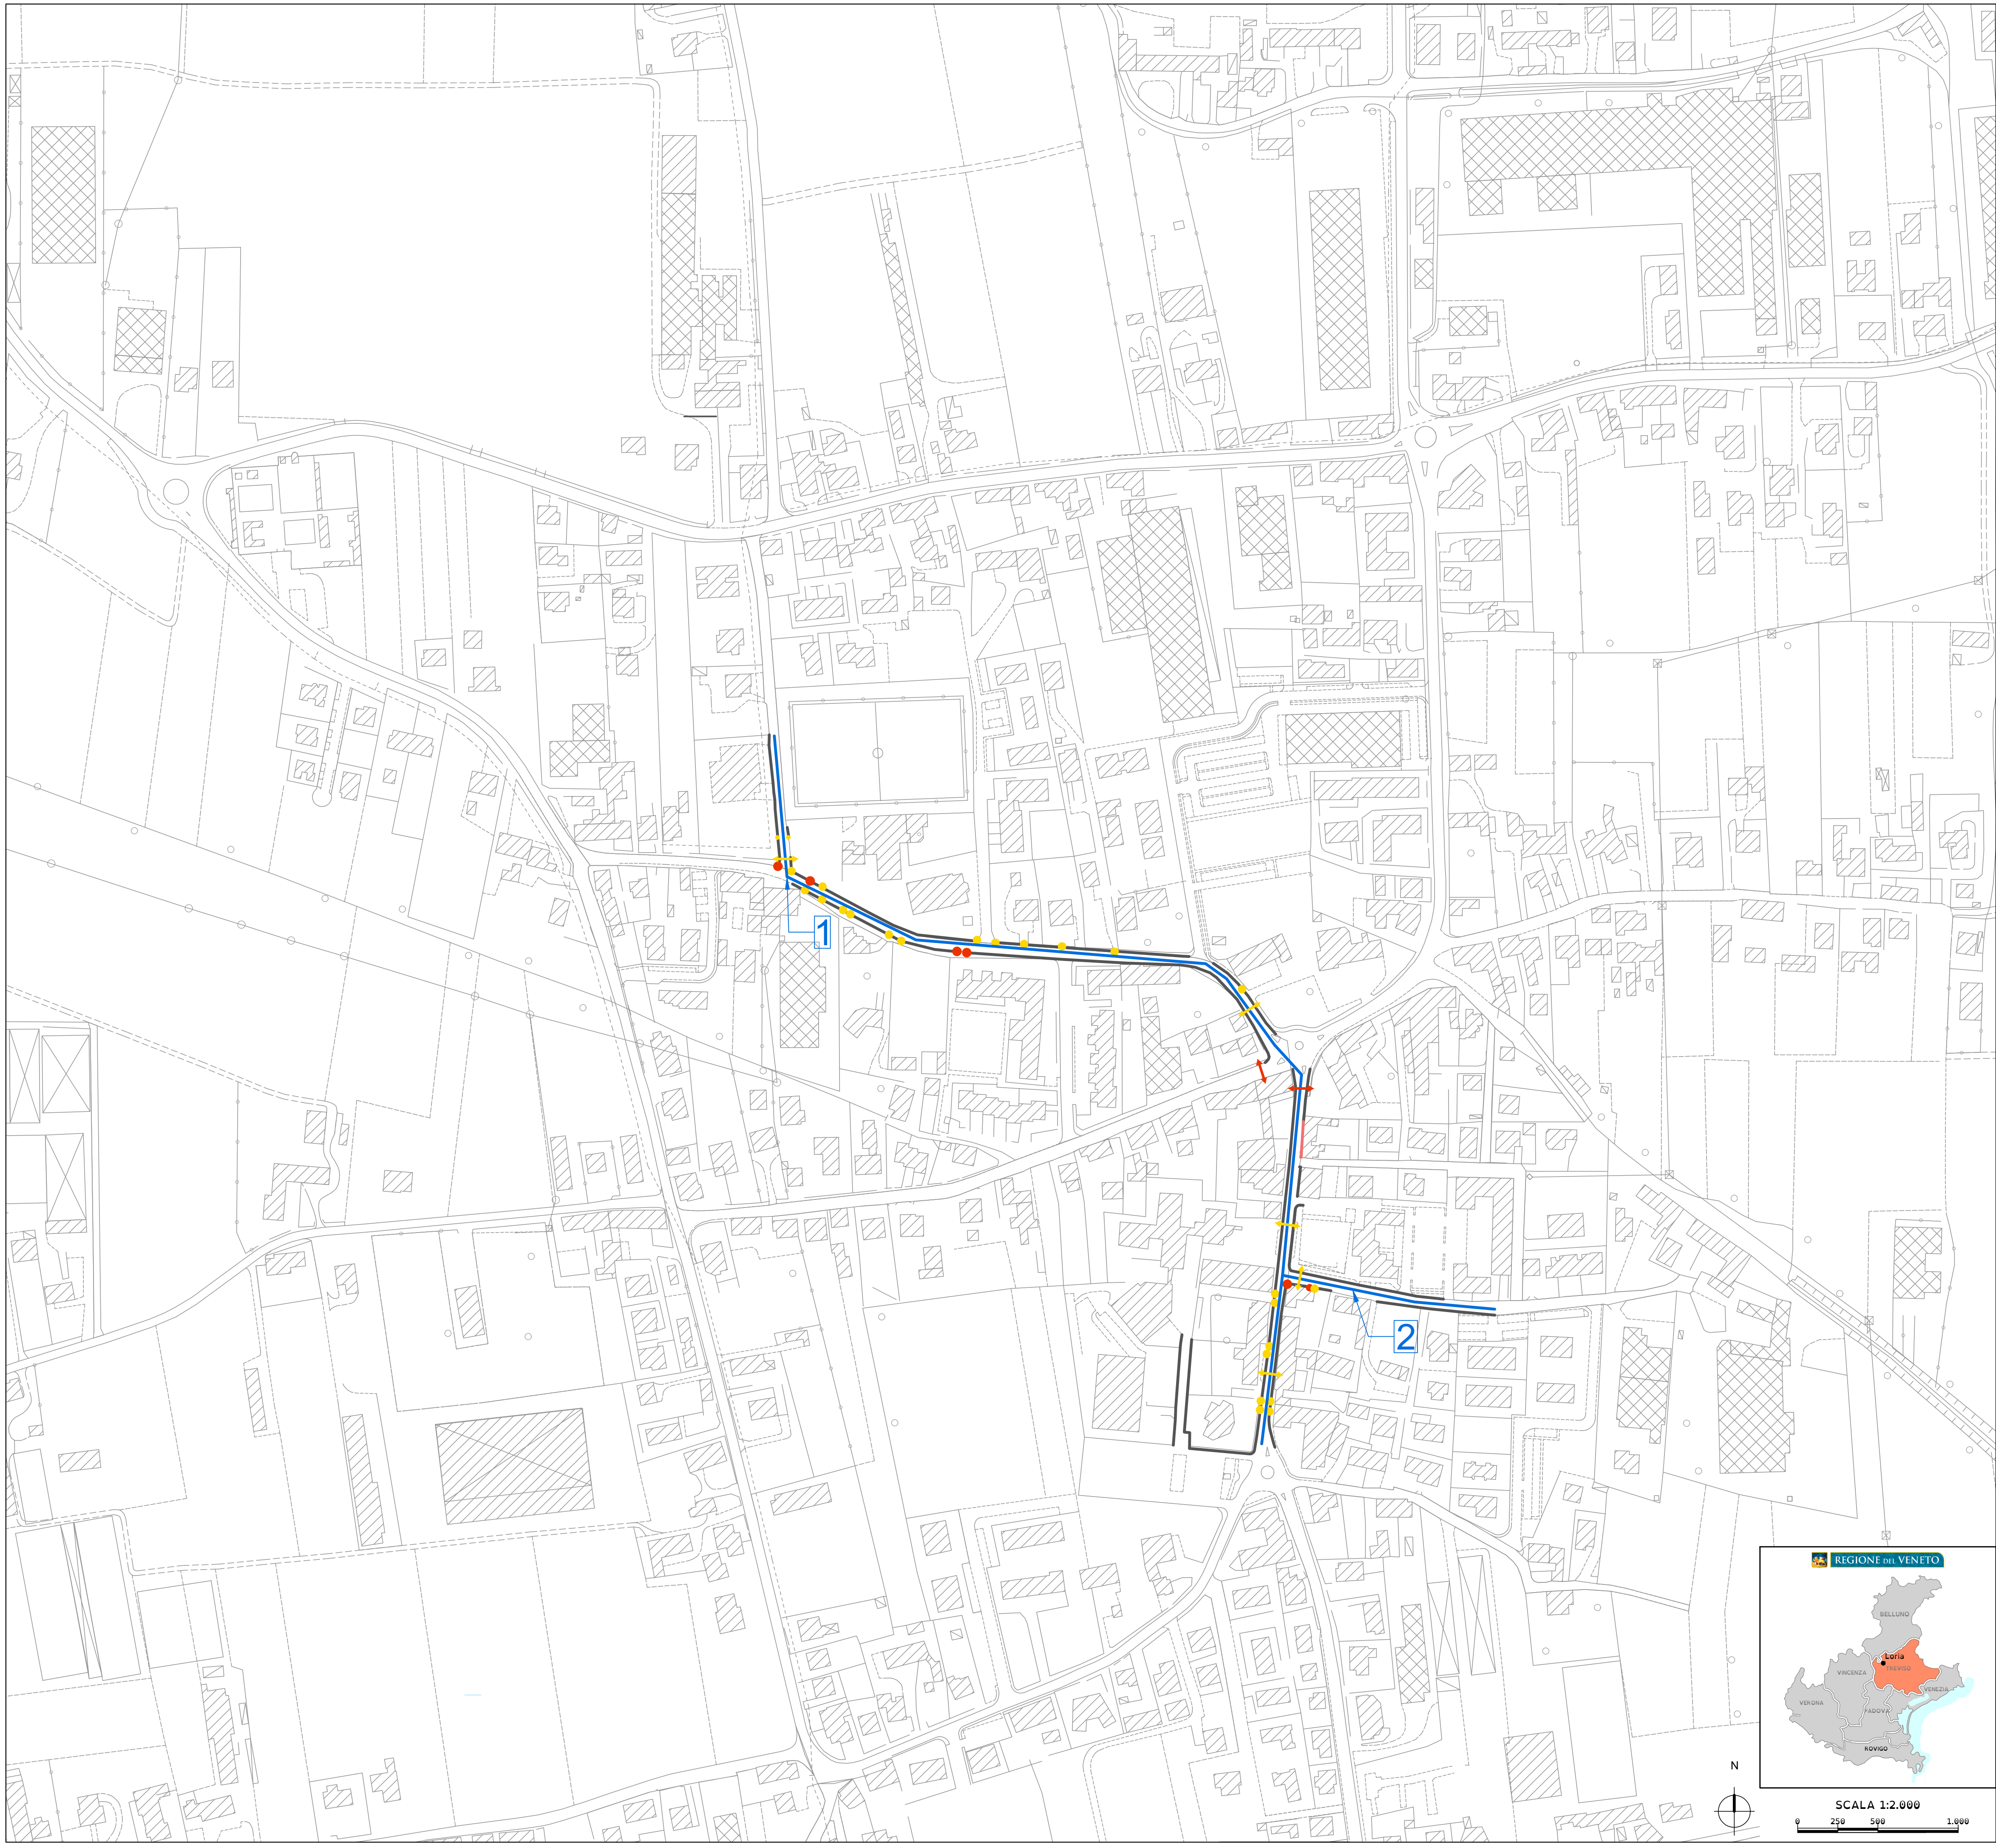 1
2
REGIONE DEL VENETO
BELLUNO
Loria
TREVISO
VINCENZA
VENEZIA
VERONA
PADOVA
ROVIGO
N
SCALA 1:2.000
0 250 500 1.000